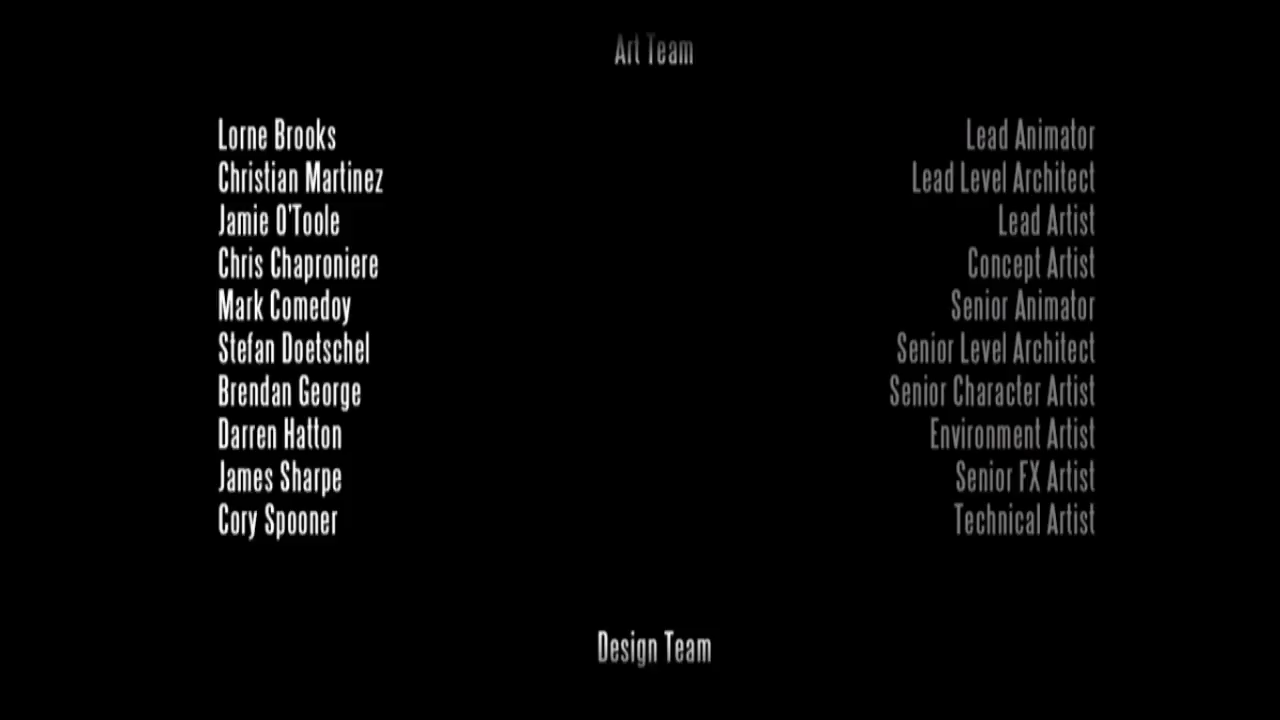 Art Team
Lorne Brooks Lead Animator
Christian Martinez Lead Level Architect
Jamie O'Toole Lead Artist
Chris Chaproniere Concept Artist
Mark Comedoy Senior Animator
Stefan Doetschel Senior Level Architect
Brendan George Senior Character Artist
Darren Hatton Environment Artist
James Sharpe Senior FX Artist
Cory Spooner Technical Artist
Design Team